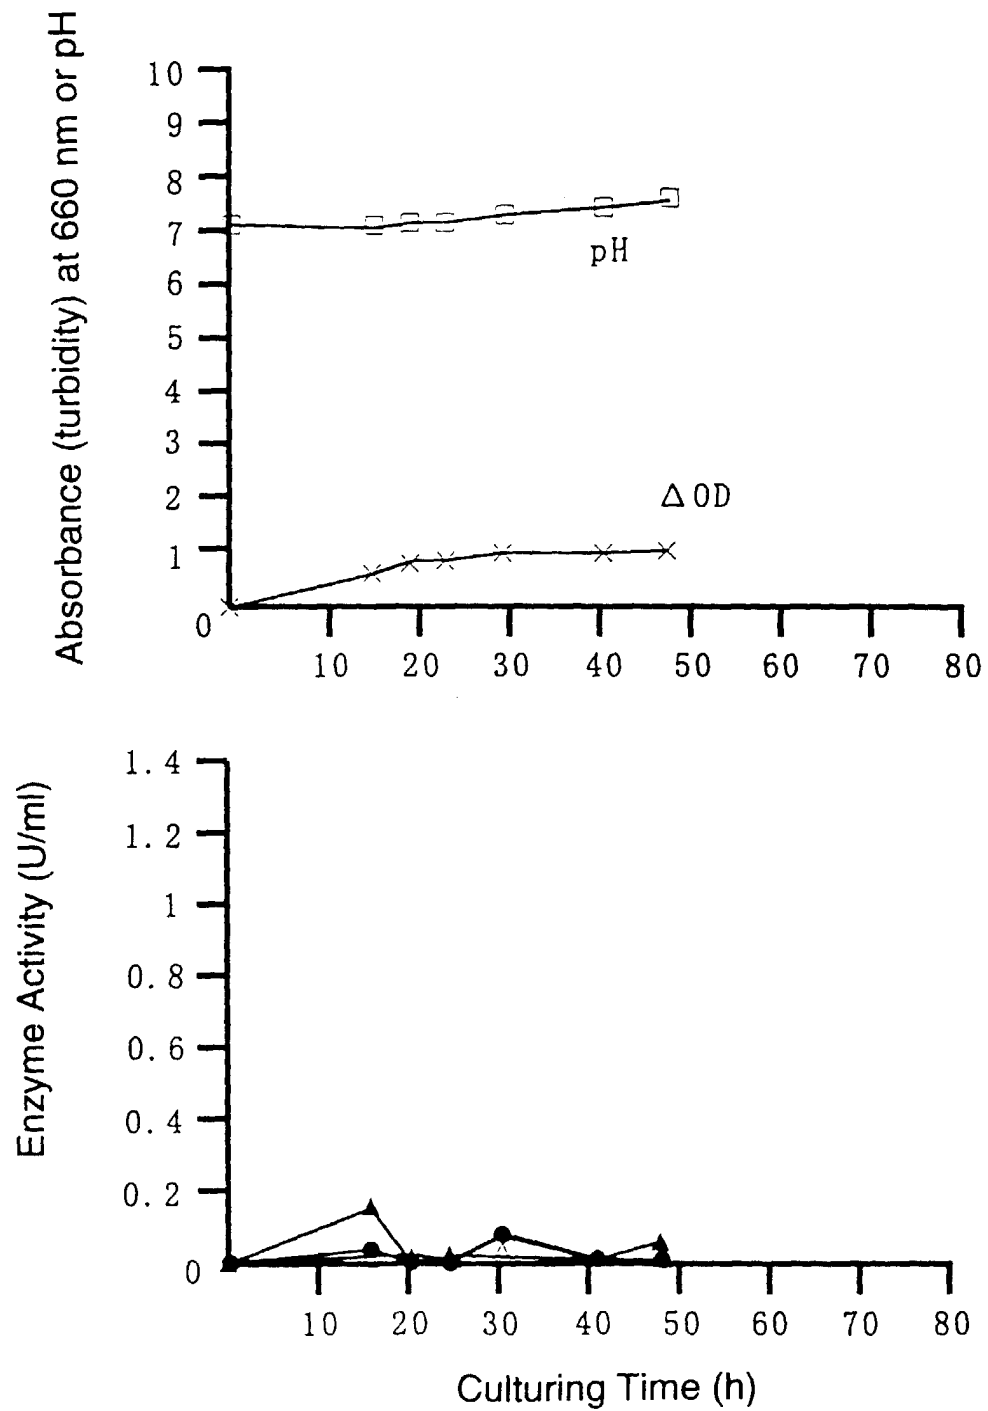 Absorbance (turbidity) at 660 nm or pH
10
9
8
7
6
5
4
3
2
1
0
pH
Δ OD
10 20 30 40 50 60 70 80
Enzyme Activity (U/ml)
1.4
1.2
1
0.8
0.6
0.4
0.2
0
10 20 30 40 50 60 70 80
Culturing Time (h)